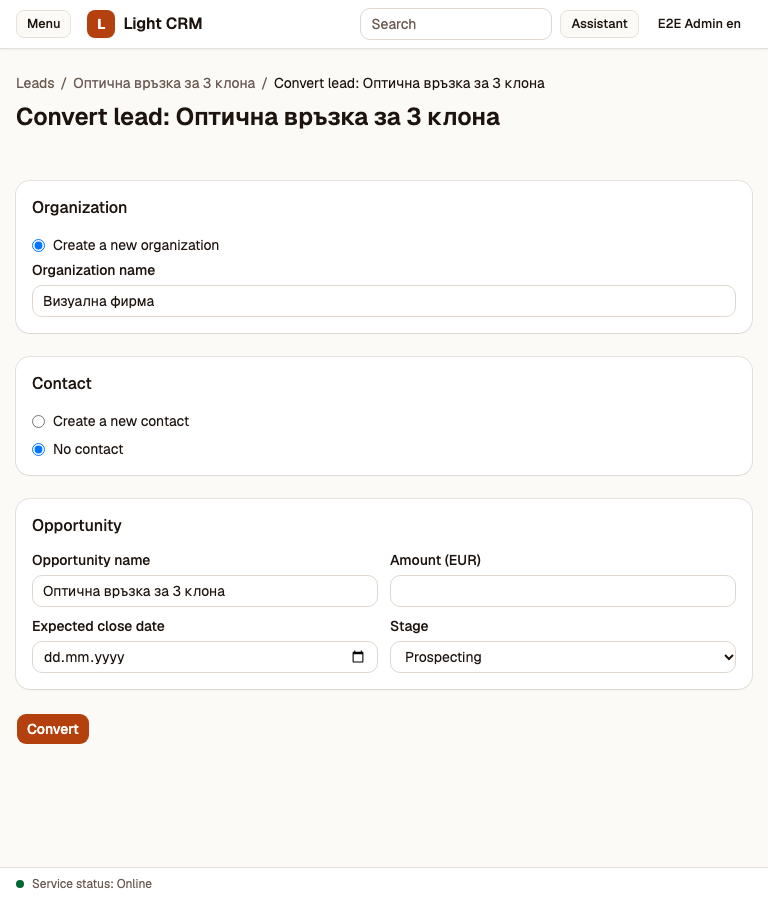 Menu
L
Light CRM
Search
Assistant
E2E Admin en
Leads / Оптична връзка за 3 клона / Convert lead: Оптична връзка за 3 клона
Convert lead: Оптична връзка за 3 клона
Organization
Create a new organization
Organization name
Визуална фирма
Contact
Create a new contact
No contact
Opportunity
Opportunity name
Amount (EUR)
Оптична връзка за 3 клона
Expected close date
Stage
dd.mm.yyyy
Prospecting
Convert
Service status: Online